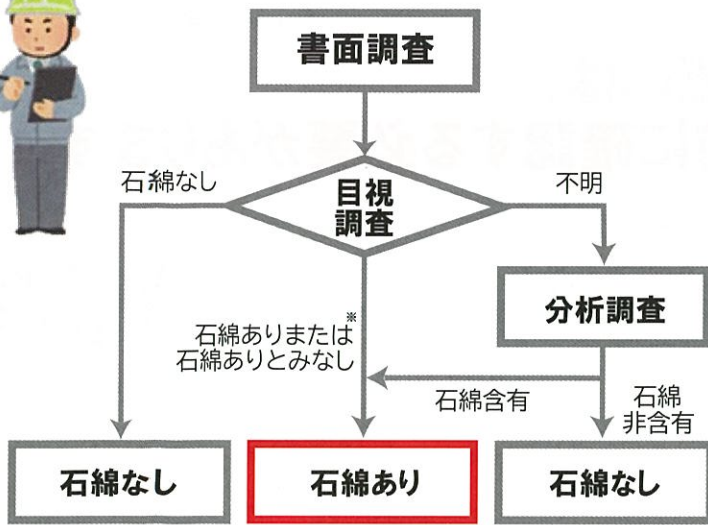 書面調査
石綿なし
目視
調査
不明
分析調査
※
石綿ありまたは
石綿ありとみなし
石綿含有
石綿
非含有
石綿なし
石綿あり
石綿なし